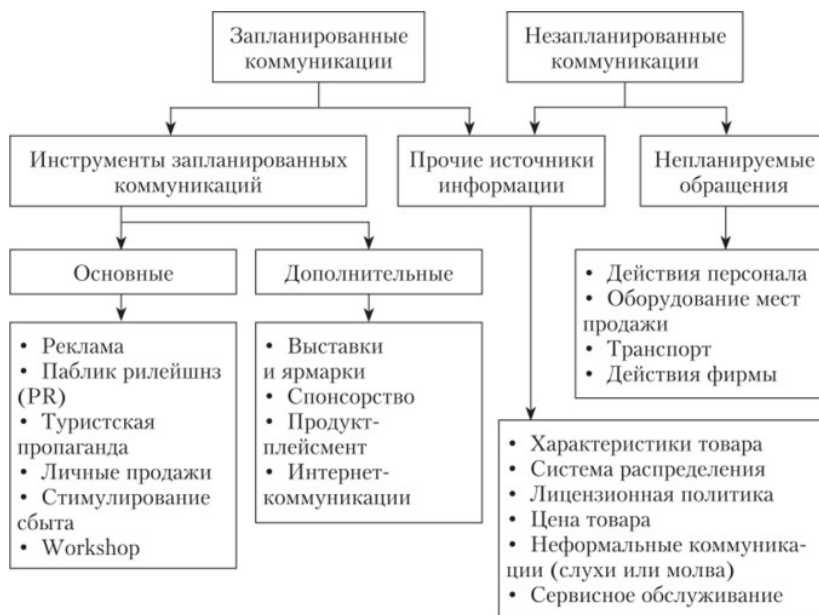 Запланированные
коммуникации
Незапланированные
коммуникации
Инструменты запланированных
коммуникаций
Прочие источники
информации
Непланируемые
обращения
Основные
Дополнительные
• Реклама
• Паблик рилейшнз
(PR)
• Туристская
пропаганда
• Личные продажи
• Стимулирование
сбыта
• Workshop
• Выставки
и ярмарки
• Спонсорство
• Продукт-
плейсмент
• Интернет-
коммуникации
• Действия персонала
• Оборудование мест
продажи
• Транспорт
• Действия фирмы
• Характеристики товара
• Система распределения
• Лицензионная политика
• Цена товара
• Неформальные коммуника-
ции (слухи или молва)
• Сервисное обслуживание